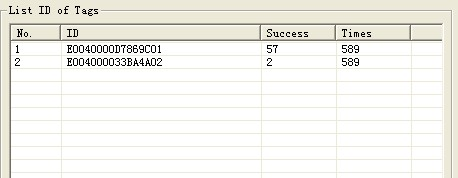 List ID of Tags
No. ID Success Times
1 E0040000D7869C01 57 589
2 E004000033BA4A02 2 589